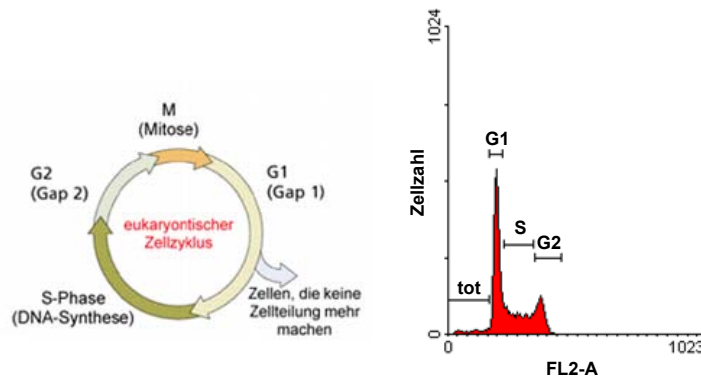 M
(Mitose)
G2
(Gap 2)
G1
(Gap 1)
eukaryontischer
Zellzyklus
S-Phase
(DNA-Synthese)
Zellen, die keine
Zellteilung mehr
machen
1024
Zellzahl
0
G1
S
G2
tot
0
1023
FL2-A